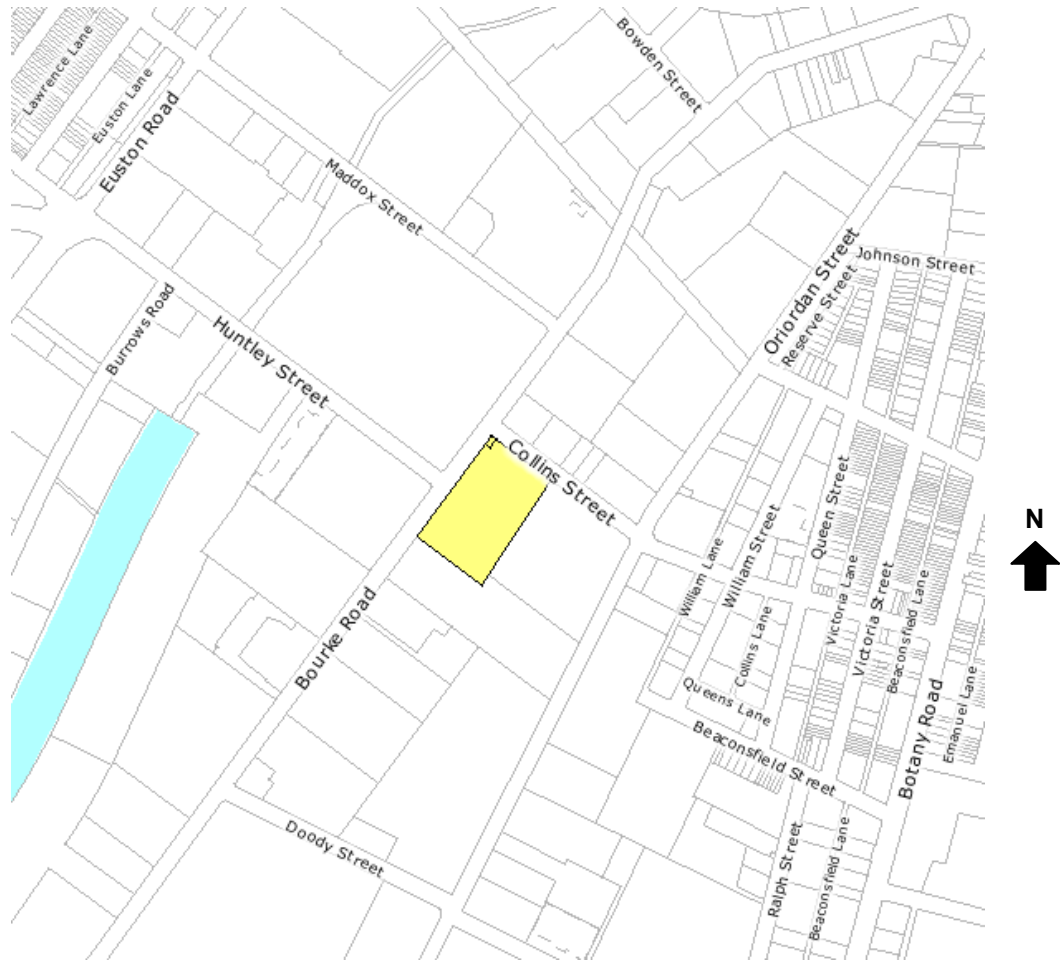 Bowden Street
Lawrence Lane
Euston Lane
Euston Road
Maddox Street
Johnson Street
Oriordan Street
Reserve Street
Burrows Road
Huntley Street
Collins Street
N
Queen Street
William Street
William Lane
Victoria Lane
Victoria Street
Beaconsfield Lane
Collins Lane
Bourke Road
Queens Lane
Emanuel Lane
Botany Road
Beaconsfield Street
Doody Street
Ralph Street
Beaconsfield Lane